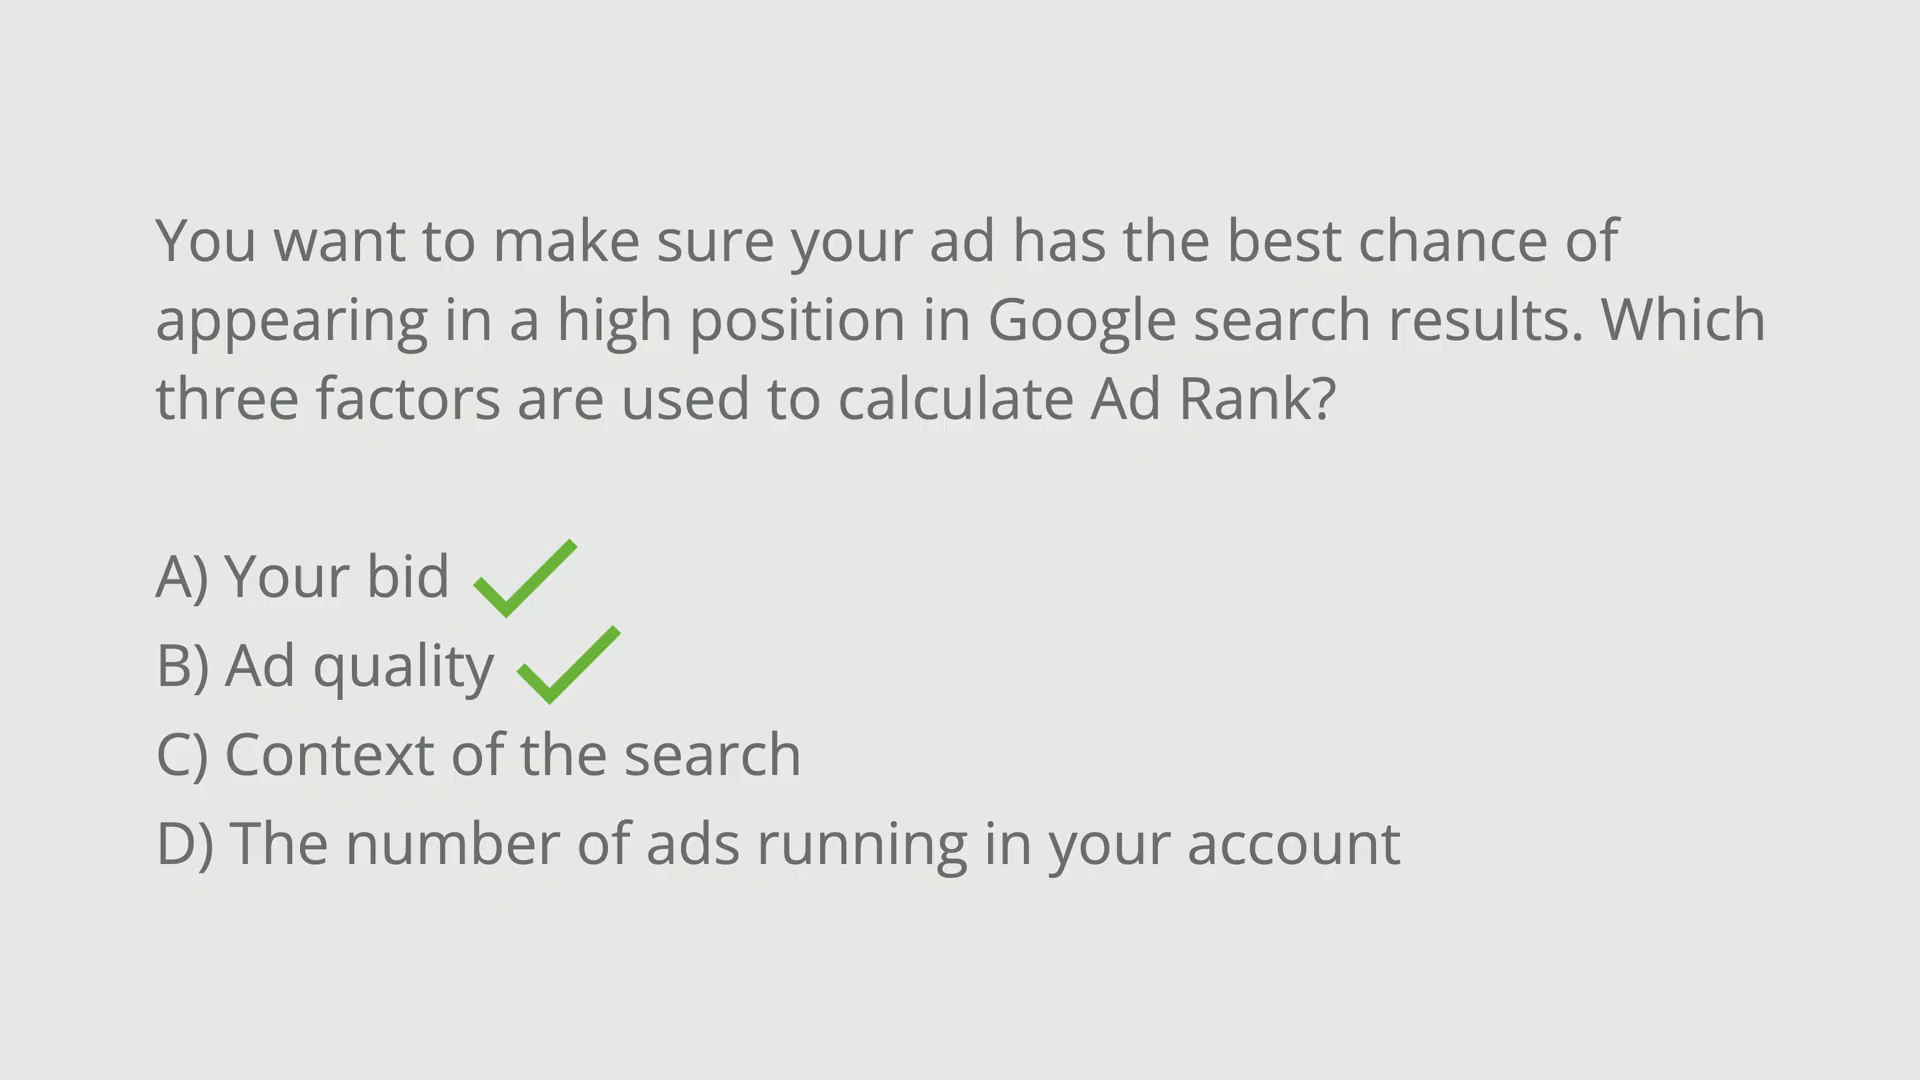 You want to make sure your ad has the best chance of
appearing in a high position in Google search results. Which
three factors are used to calculate Ad Rank?
A) Your bid
B) Ad quality
C) Context of the search
D) The number of ads running in your account